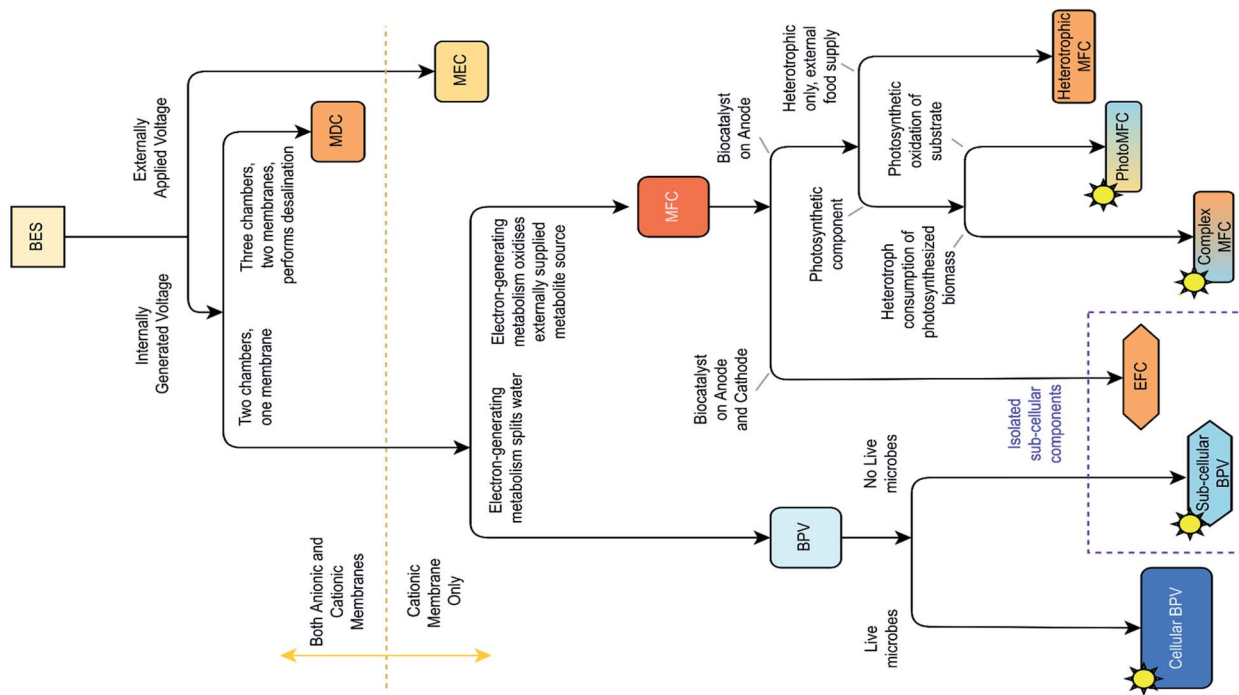 BES
Internally
Generated Voltage
Externally
Applied Voltage
Two chambers,
one membrane
Three chambers,
two membranes,
performs desalination
MDC
MEC
Both Anionic and
Cationic
Membranes
Cationic
Membrane
Only
Electron-generating
metabolism splits water
Electron-generating
metabolism oxidises
externally supplied
metabolite source
BPV
MFC
Live
microbes
No Live
microbes
Biocatalyst
on Anode
and Cathode
Biocatalyst
on Anode
Photosynthetic
component
Heterotrophic
only, external
food supply
Heterotroph
consumption of
photosynthesized
biomass
Photosynthetic
oxidation of
substrate
Isolated
sub-cellular
components
Cellular BPV
Sub-cellular
BPV
EFC
Complex
MFC
PhotoMFC
Heterotrophic
MFC